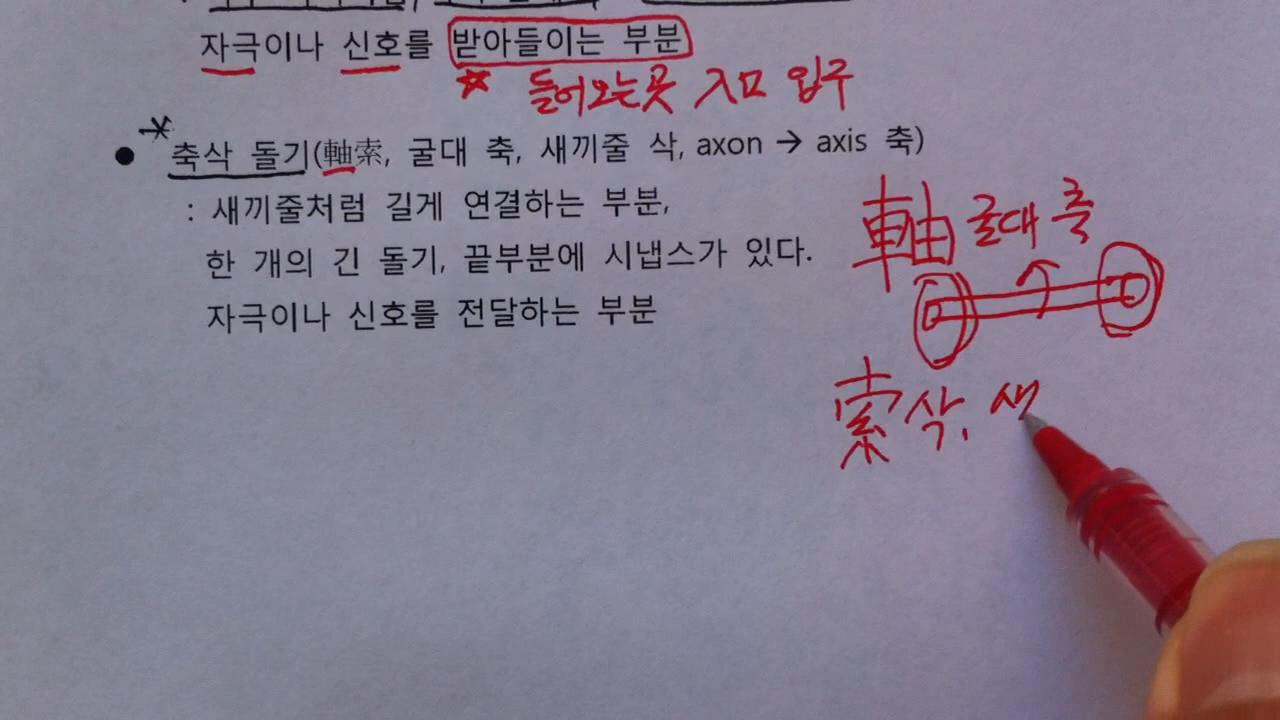 자극이나 신호를 받아들이는 부분
들어오는곳 入口 입구
축삭 돌기(軸索, 굴대 축, 새끼줄 삭, axon → axis 축)
: 새끼줄처럼 길게 연결하는 부분,
한 개의 긴 돌기, 끝부분에 시냅스가 있다.
자극이나 신호를 전달하는 부분
軸 굴대 축
索 삭, 새